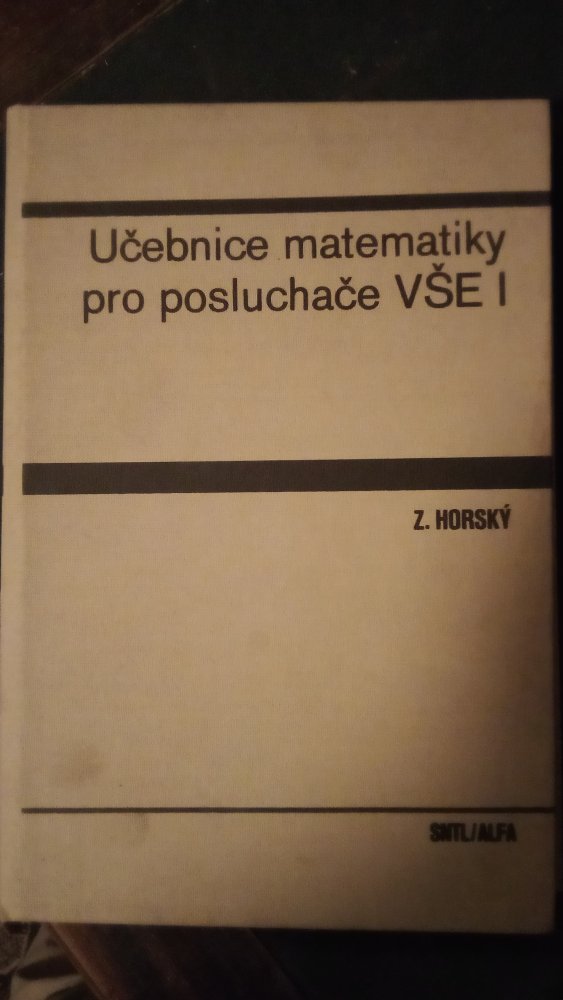 Učebnice matematiky
pro posluchače VŠE I
Z. HORSKÝ
SNTL/ALFA